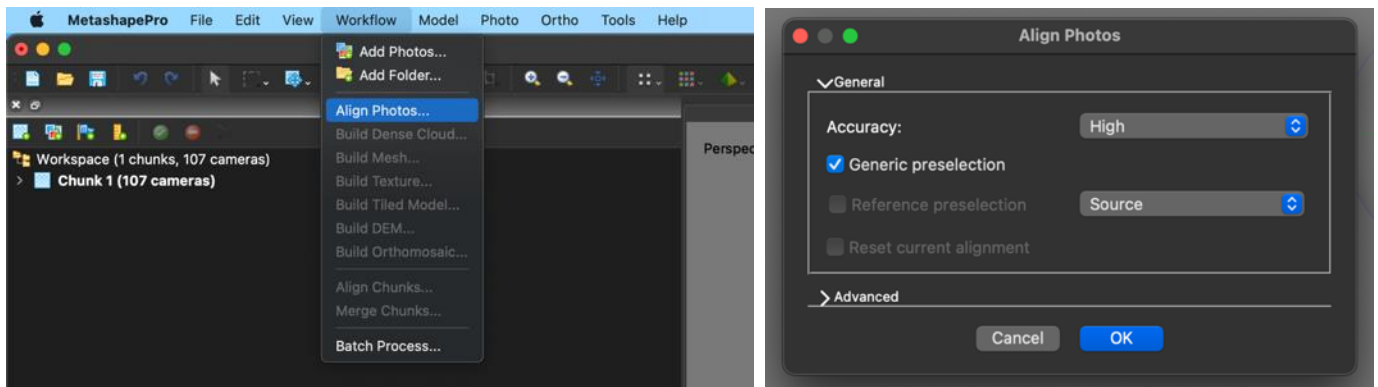 MetashapePro File Edit View Workflow Model Photo Ortho Tools Help
Add Photos...
Add Folder...
Align Photos...
Build Dense Cloud...
Build Mesh...
Build Texture...
Build Tiled Model...
Build DEM...
Build Orthomosaic...
Align Chunks...
Merge Chunks...
Batch Process...
Workspace (1 chunks, 107 cameras)
Chunk 1 (107 cameras)
Perspec
Align Photos
General
Accuracy: High
Generic preselection
Reference preselection Source
Reset current alignment
Advanced
Cancel OK